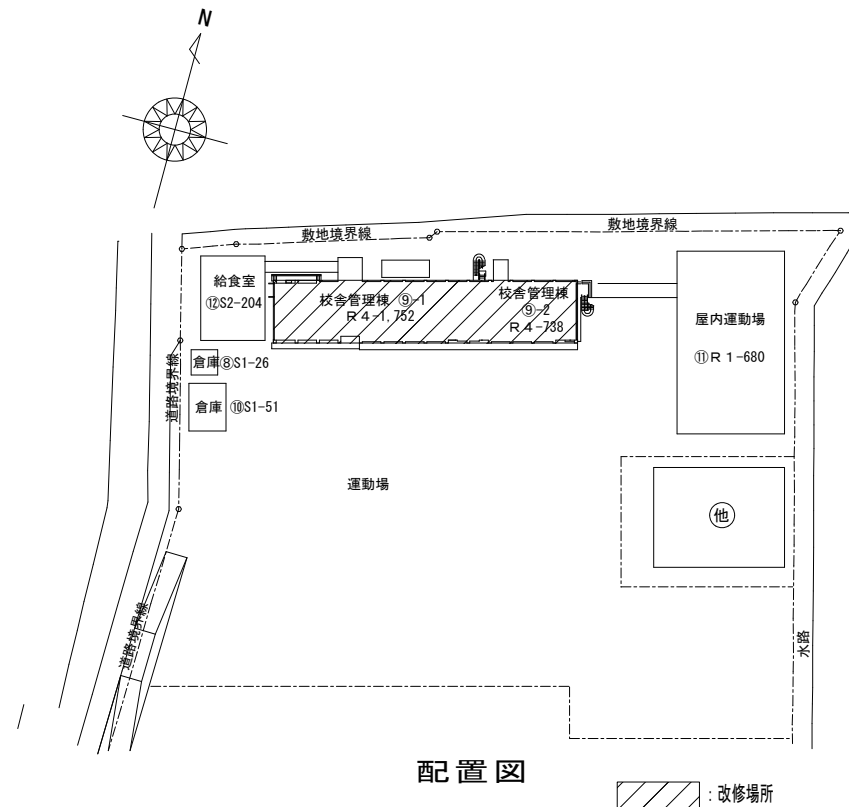 N
敷地境界線
敷地境界線
給食室
⑫S2-204
校舎管理棟 ⑨-1
R 4-1,752
校舎管理棟
⑨-2
R 4-738
屋内運動場
⑪R 1-680
倉庫⑧S1-26
道路境界線
倉庫 ⑩S1-51
運動場
他
道路境界線
水路
配置図
：改修場所